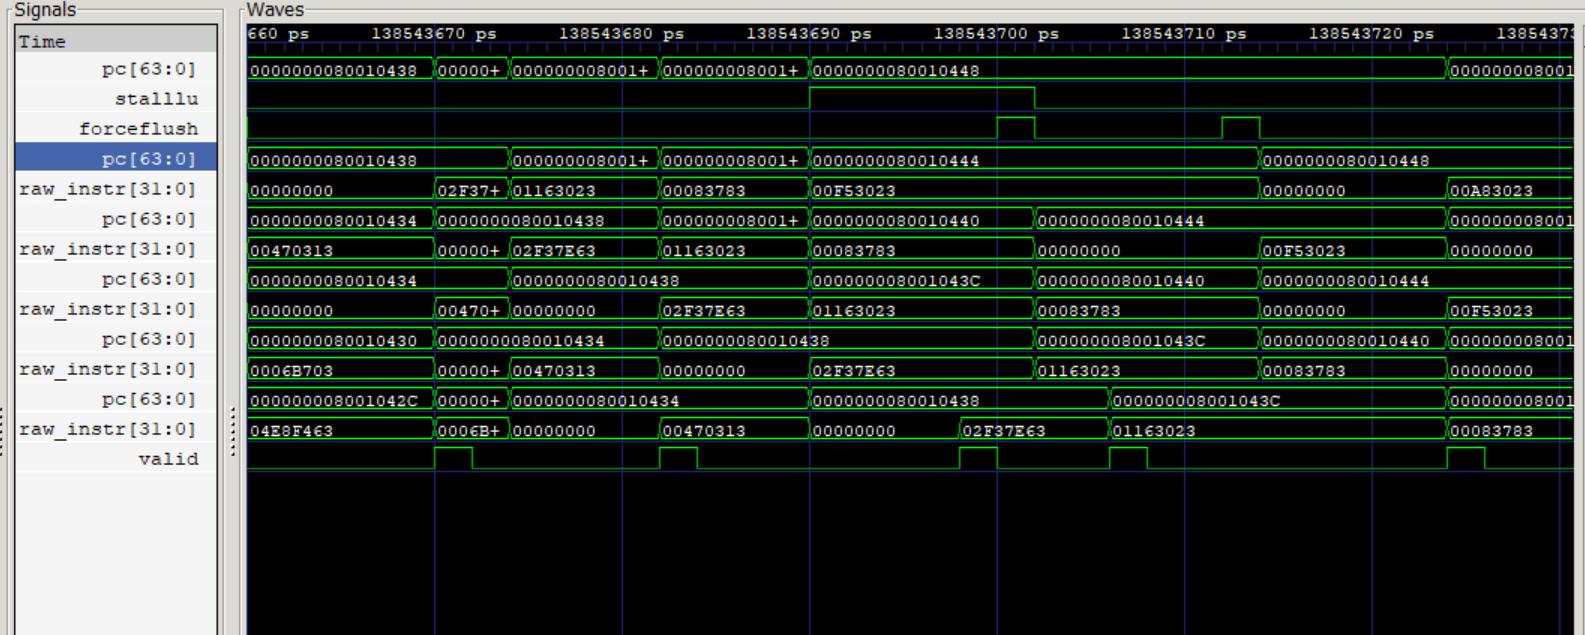 Signals Waves
Time 660 ps 138543670 ps 138543680 ps 138543690 ps 138543700 ps 138543710 ps 138543720 ps 13854373
pc[63:0] 0000000080010438 00000+ 000000008001+ 000000008001+ 0000000080010448 000000008001
stalllu
forceflush
pc[63:0] 0000000080010438 000000008001+ 000000008001+ 0000000080010444 0000000080010448
raw_instr[31:0] 00000000 02F37+ 01163023 00083783 00F53023 00000000 00A83023
pc[63:0] 0000000080010434 0000000080010438 000000008001+ 0000000080010440 0000000080010444 000000008001
raw_instr[31:0] 00470313 00000+ 02F37E63 01163023 00083783 00000000 00F53023 00000000
pc[63:0] 0000000080010434 0000000080010438 000000008001043C 0000000080010440 0000000080010444
raw_instr[31:0] 00000000 00470+ 00000000 02F37E63 01163023 00083783 00000000 00F53023
pc[63:0] 0000000080010430 0000000080010434 0000000080010438 000000008001043C 0000000080010440 000000008001
raw_instr[31:0] 0006B703 00000+ 00470313 00000000 02F37E63 01163023 00083783 00000000
pc[63:0] 000000008001042C 00000+ 0000000080010434 0000000080010438 000000008001043C 000000008001
raw_instr[31:0] 04E8F463 0006B+ 00000000 00470313 00000000 02F37E63 01163023 00083783
valid